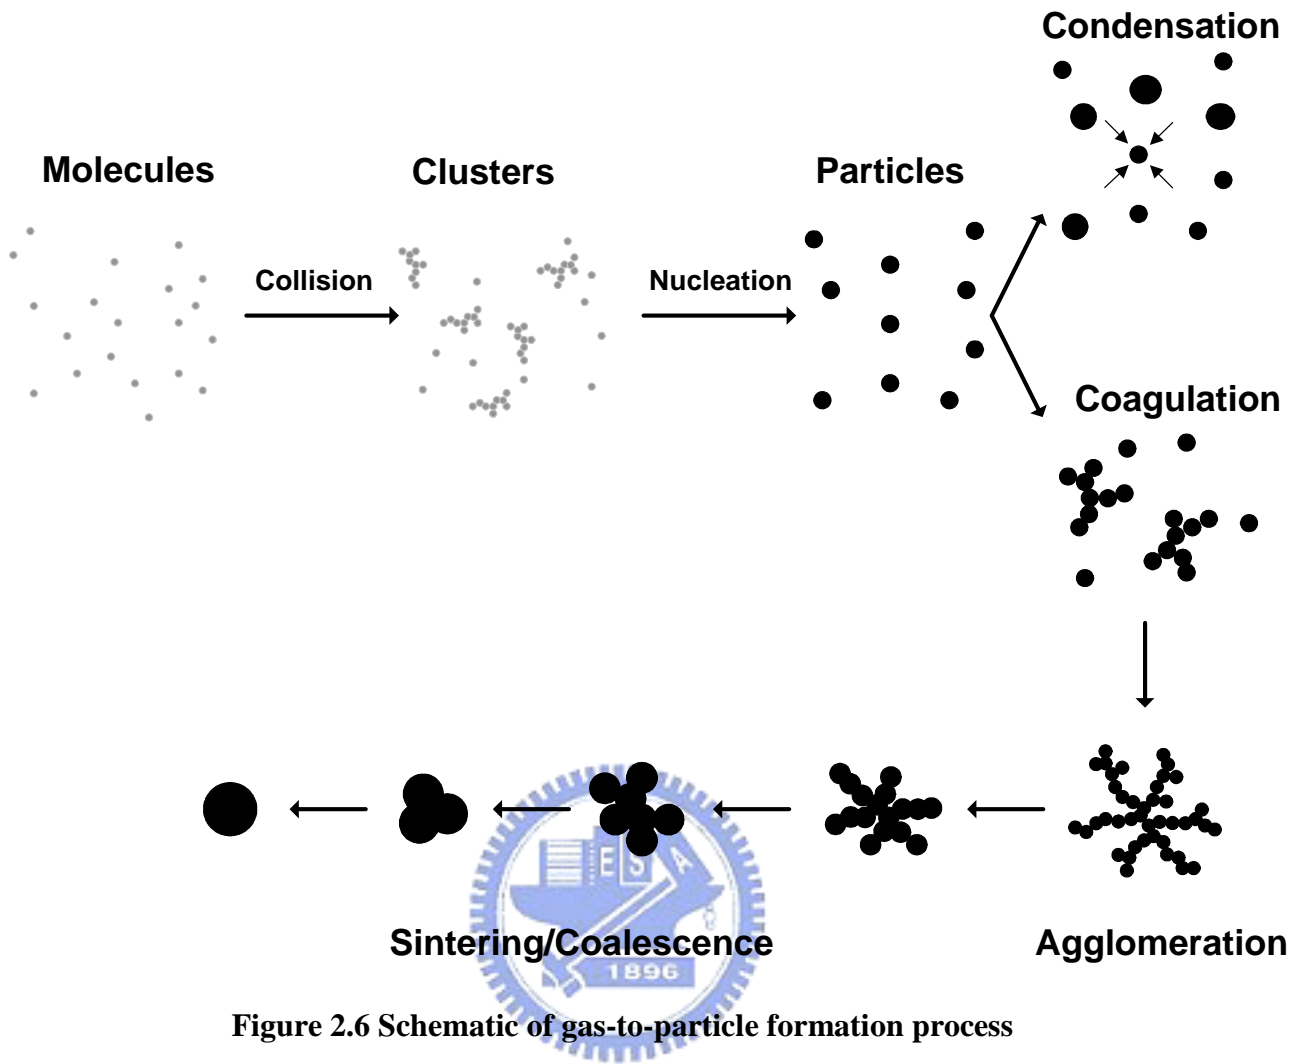 Condensation
Molecules
Clusters
Particles
Collision
Nucleation
Coagulation
E S A
Sintering/Coalescence
Agglomeration
1896
Figure 2.6 Schematic of gas-to-particle formation process